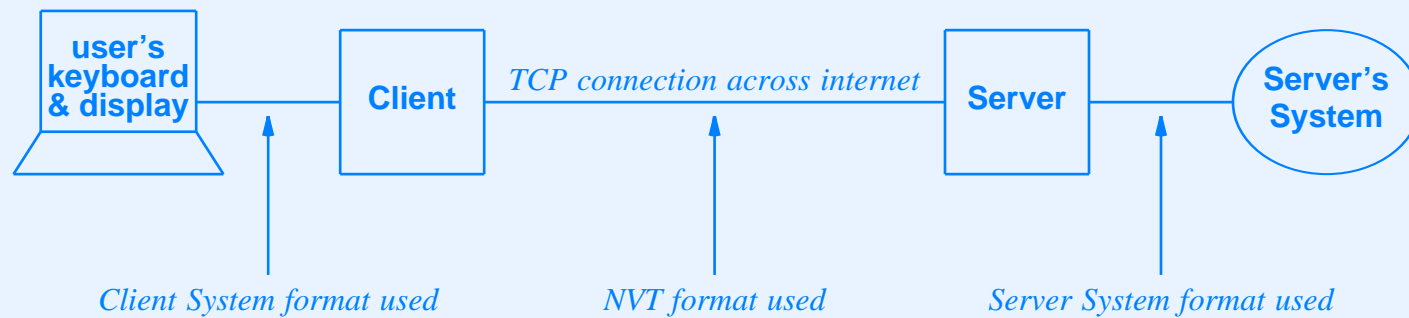 user’s
keyboard
& display
Client
TCP connection across internet
Server
Server’s
System
Client System format used
NVT format used
Server System format used